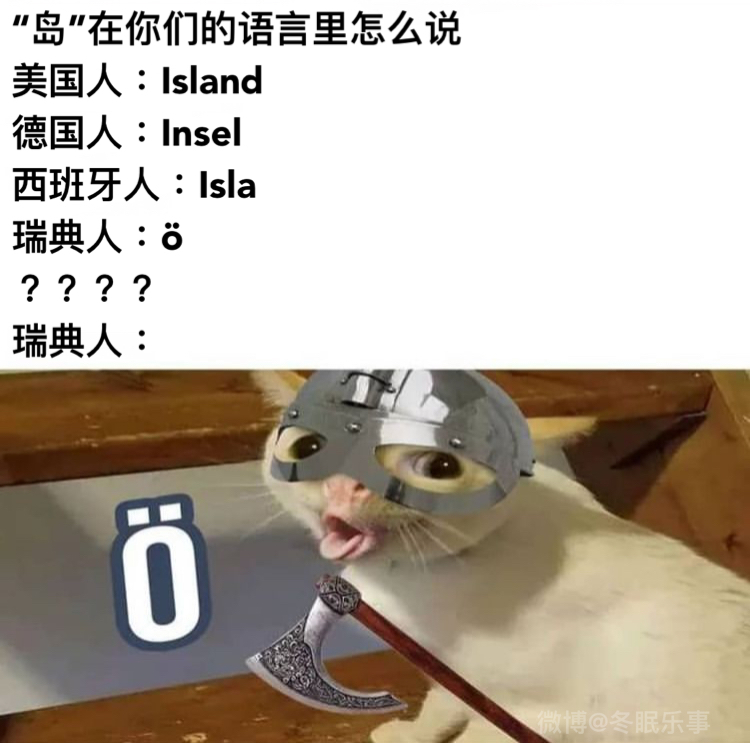 “岛”在你们的语言里怎么说
美国人：Island
德国人：Insel
西班牙人：Isla
瑞典人：ö
？？？？
瑞典人：
Ö
微博@冬眠乐事